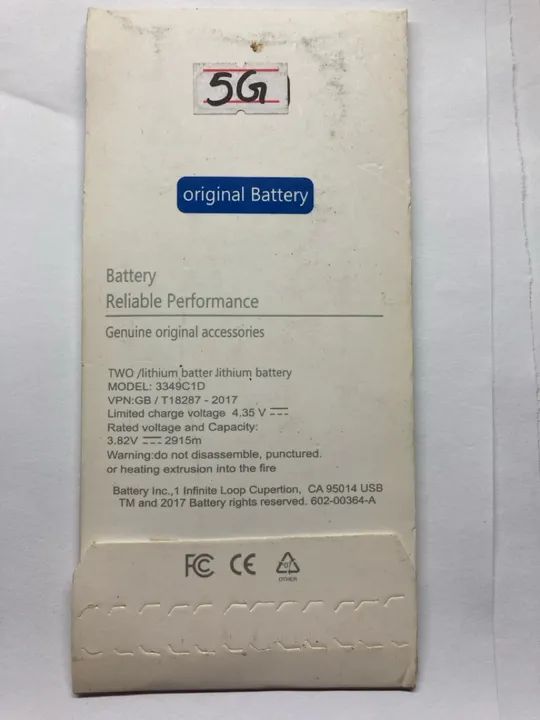 5G
original Battery
Battery
Reliable Performance
Genuine original accessories
TWO /lithium batter.lithium battery
MODEL: 3349C1D
VPN:GB / T18287 - 2017
Limited charge voltage 4.35 V
Rated voltage and Capacity:
3.82V 2915m
Warning:do not disassemble, punctured.
or heating extrusion into the fire
Battery Inc.,1 Infinite Loop Cupertion, CA 95014 USB
TM and 2017 Battery rights reserved. 602-00364-A
FC CE
07
OTHER